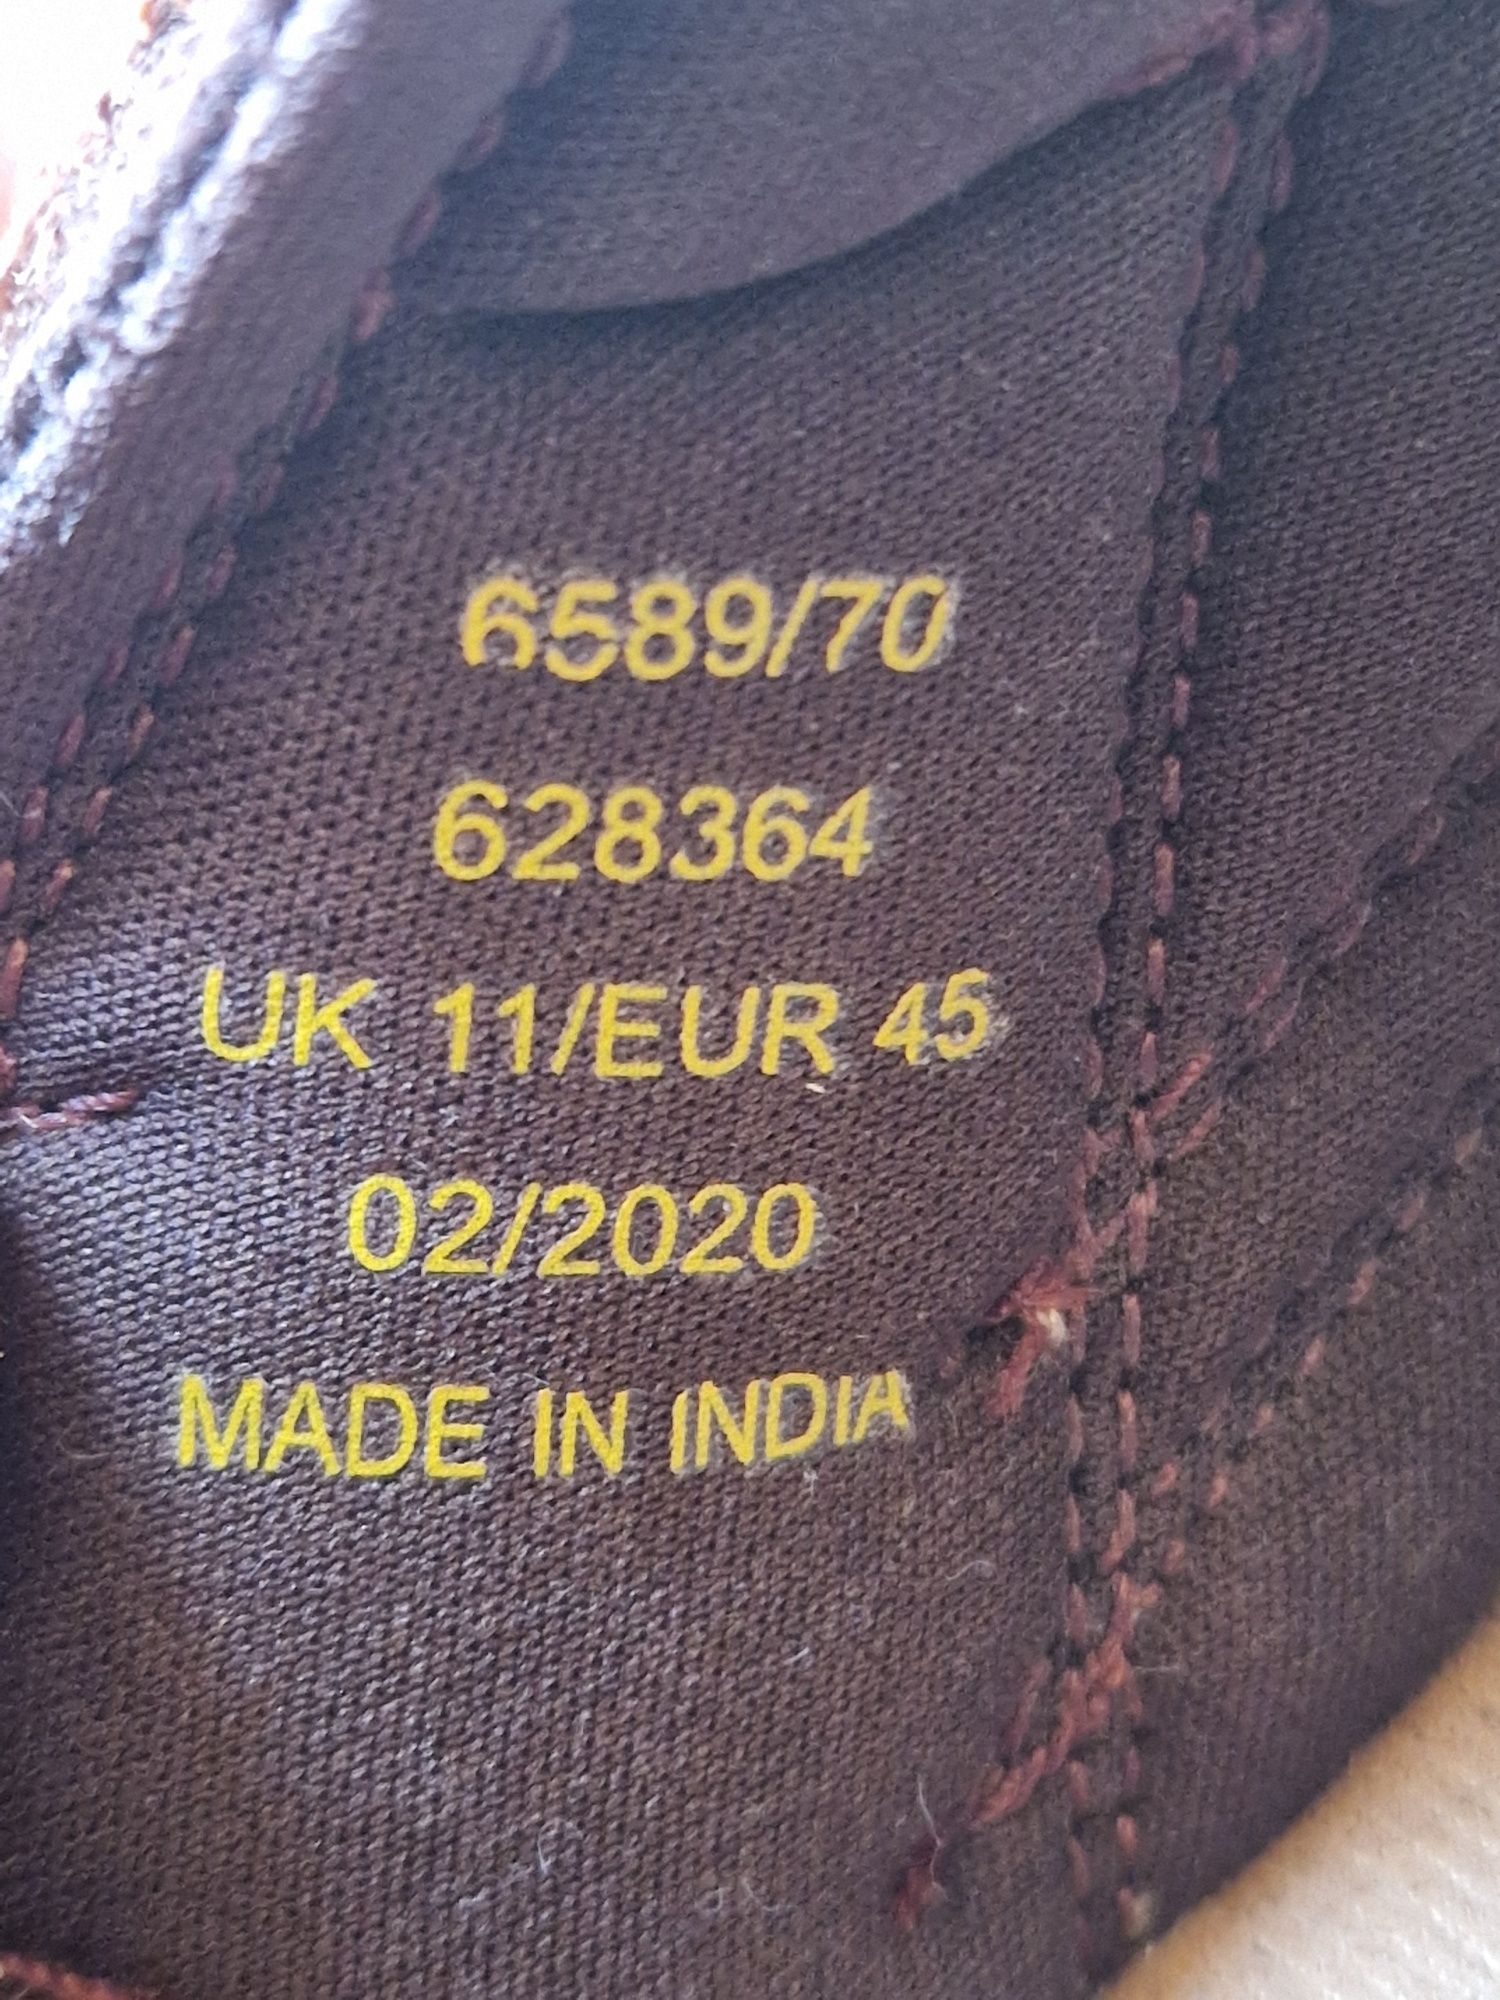 6589/70
628364
UK 11/EUR 45
02/2020
MADE IN INDIA